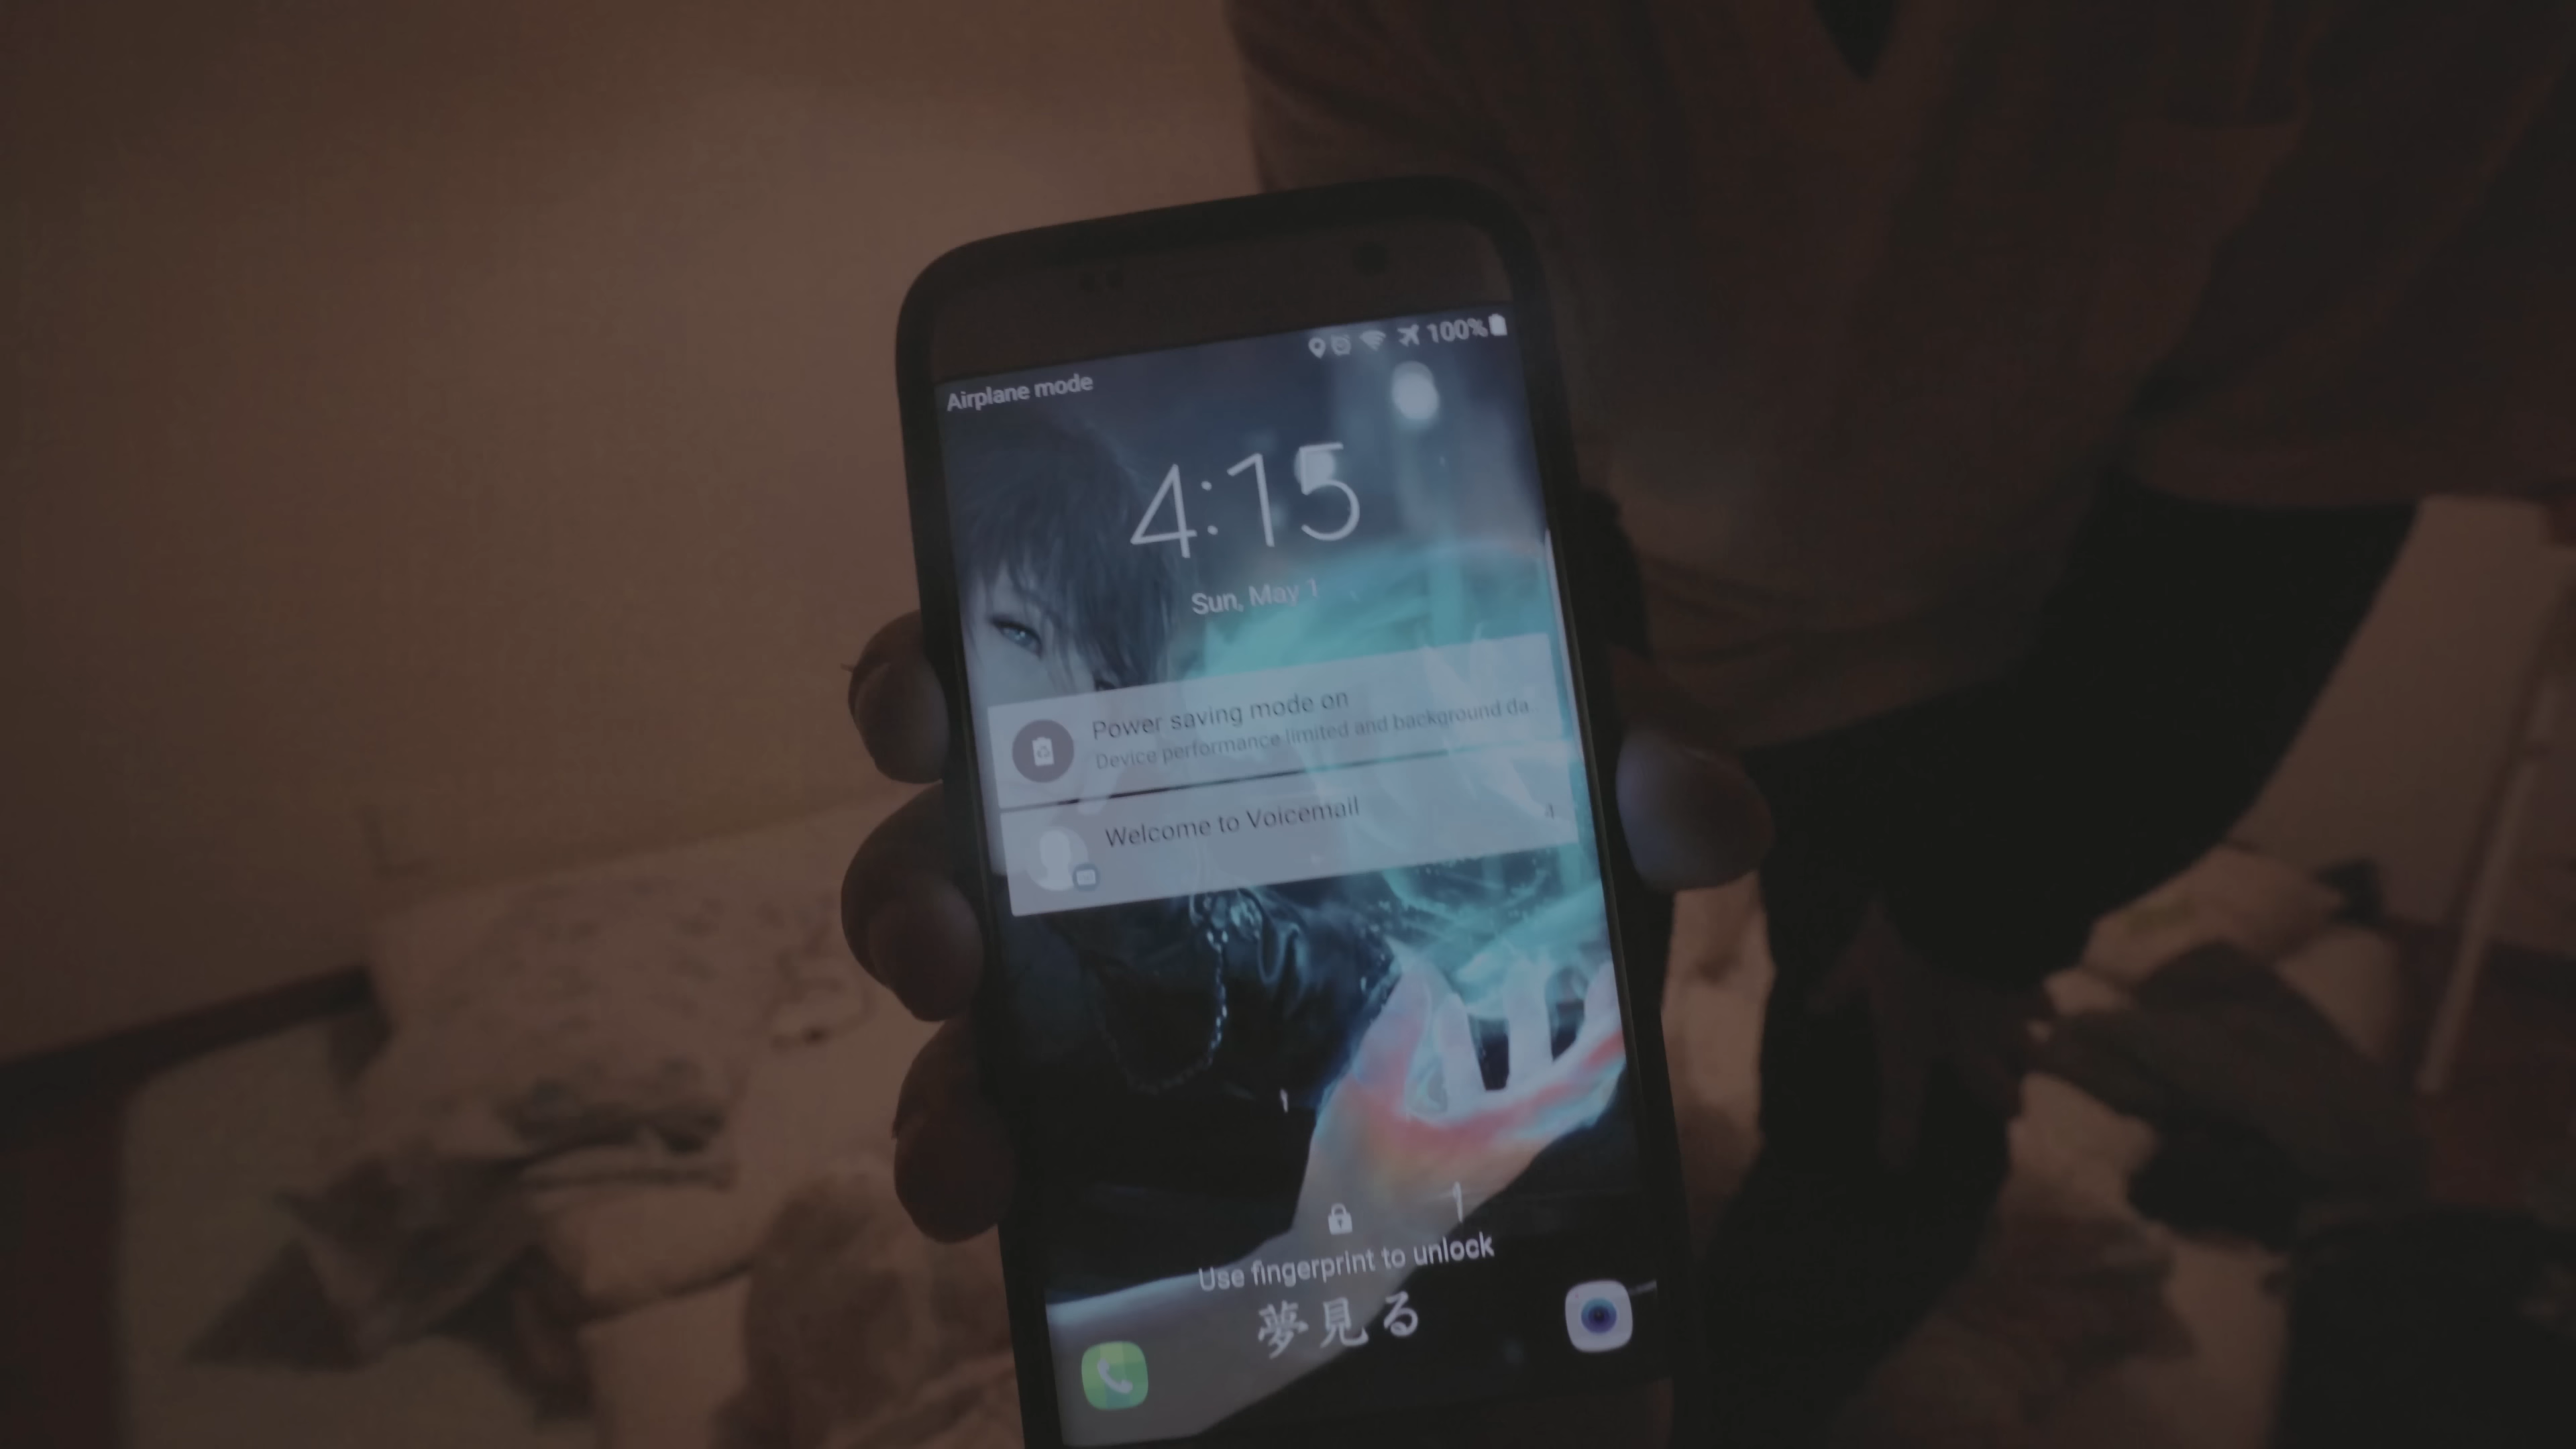 100%
Airplane mode
4:15
Sun, May 1
Power saving mode on
Device performance limited and background da
Welcome to Voicemail
Use fingerprint to unlock
夢見る